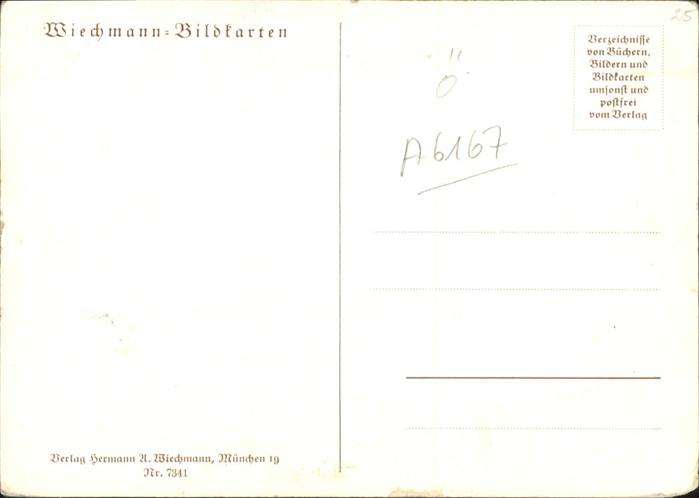 Wiechmann-Bildkarten
25
Verzeichnisse
von Büchern,
Bildern und
Bildkarten
umsonst und
postfrei
vom Verlag
Ö
A6167
Verlag Hermann A. Wiechmann, München 19
Nr. 7341